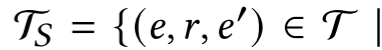 𝒯_S = {(e, r, e′) ∈ 𝒯 |